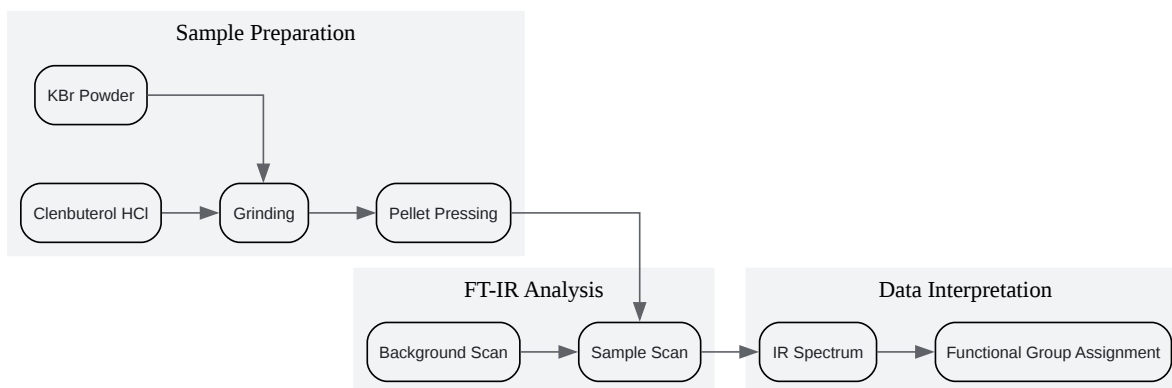 Sample Preparation
KBr Powder
Clenbuterol HCl
Grinding
Pellet Pressing
FT-IR Analysis
Background Scan
Sample Scan
Data Interpretation
IR Spectrum
Functional Group Assignment